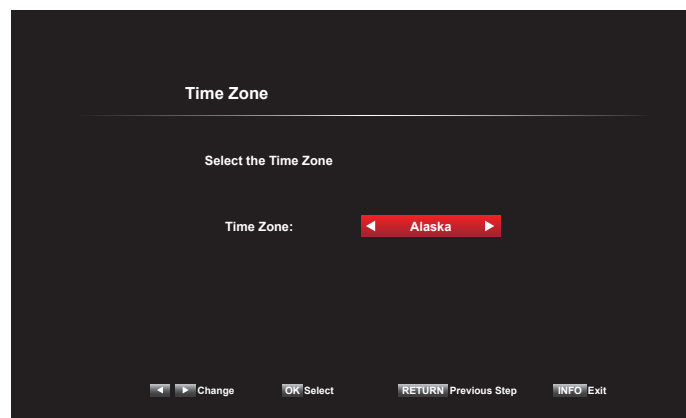 Time Zone
Select the Time Zone
Time Zone: ◀ Alaska ▶
◀ ▶ Change OK Select RETURN Previous Step INFO Exit